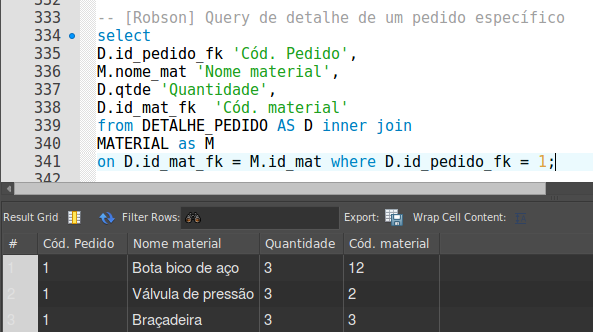 333 -- [Robson] Query de detalhe de um pedido específico
334 select
335 D.id_pedido_fk 'Cód. Pedido',
336 M.nome_mat 'Nome material',
337 D.qtde 'Quantidade',
338 D.id_mat_fk  'Cód. material'
339 from DETALHE_PEDIDO AS D inner join
340 MATERIAL as M
341 on D.id_mat_fk = M.id_mat where D.id_pedido_fk = 1;
342
Result Grid Filter Rows: Export: Wrap Cell Content:
# Cód. Pedido Nome material Quantidade Cód. material
1 1 Bota bico de aço 3 12
2 1 Válvula de pressão 3 2
3 1 Braçadeira 3 3